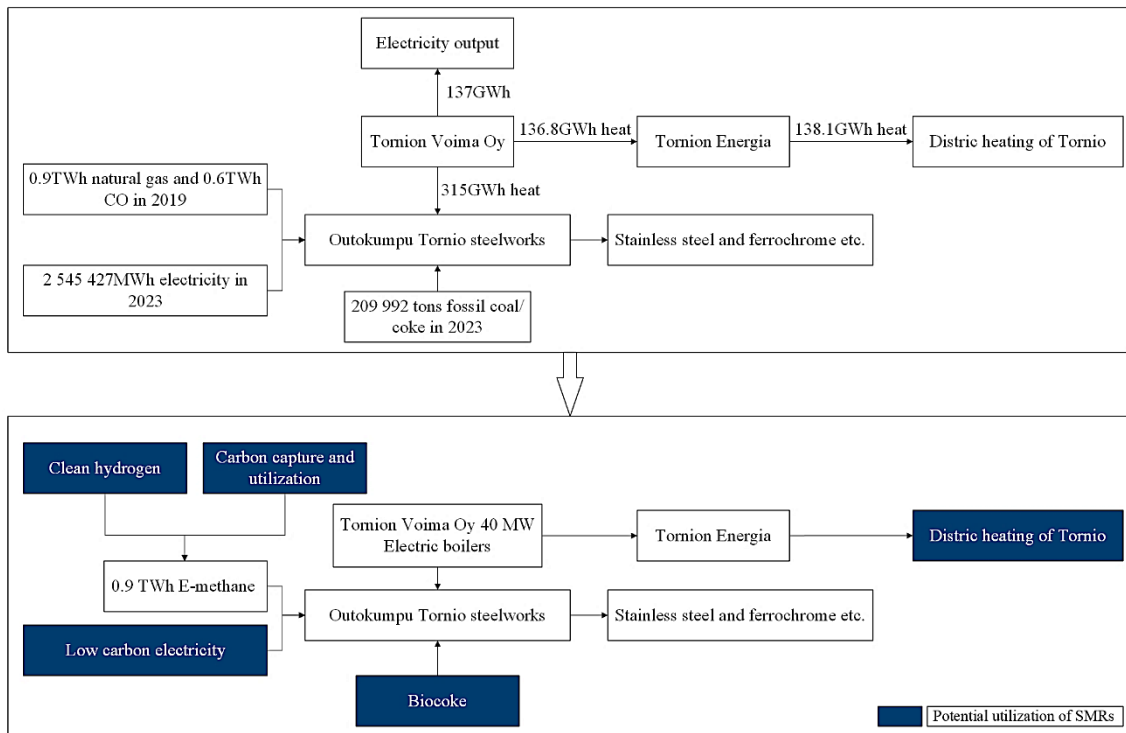 Electricity output
137GWh
Tornion Voima Oy
136.8GWh heat
Tornion Energia
138.1GWh heat
Distric heating of Tornio
0.9TWh natural gas and 0.6TWh
CO in 2019
315GWh heat
Outokumpu Tornio steelworks
Stainless steel and ferrochrome etc.
2 545 427MWh electricity in
2023
209 992 tons fossil coal/
coke in 2023
Clean hydrogen
Carbon capture and
utilization
Tornion Voima Oy 40 MW
Electric boilers
Tornion Energia
Distric heating of Tornio
0.9 TWh E-methane
Outokumpu Tornio steelworks
Stainless steel and ferrochrome etc.
Low carbon electricity
Biocoke
Potential utilization of SMRs